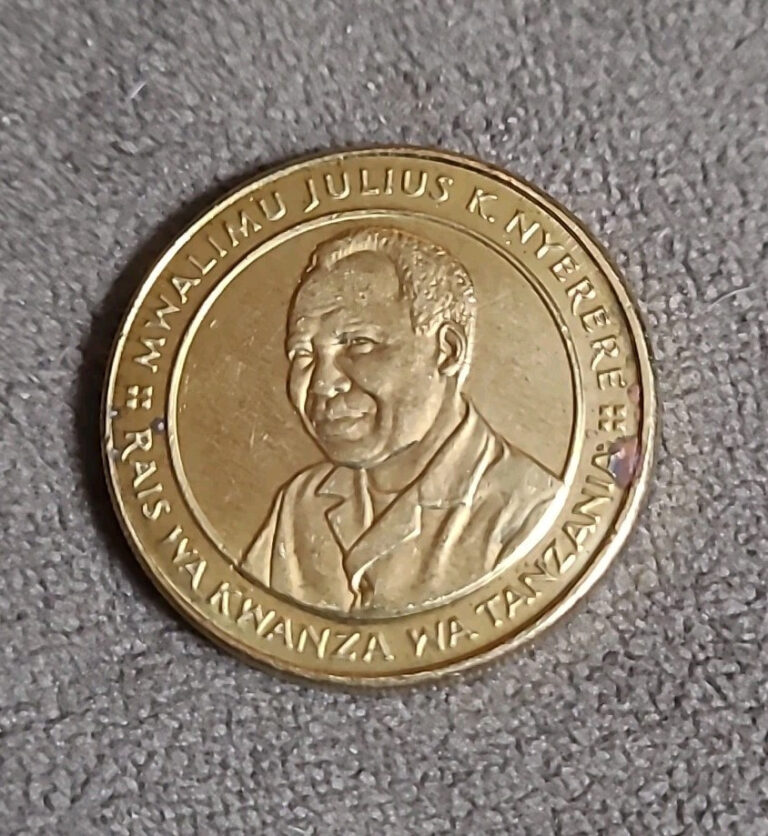 MWALIMU JULIUS K. NYERERE
RAIS WA KWANZA WA TANZANIA